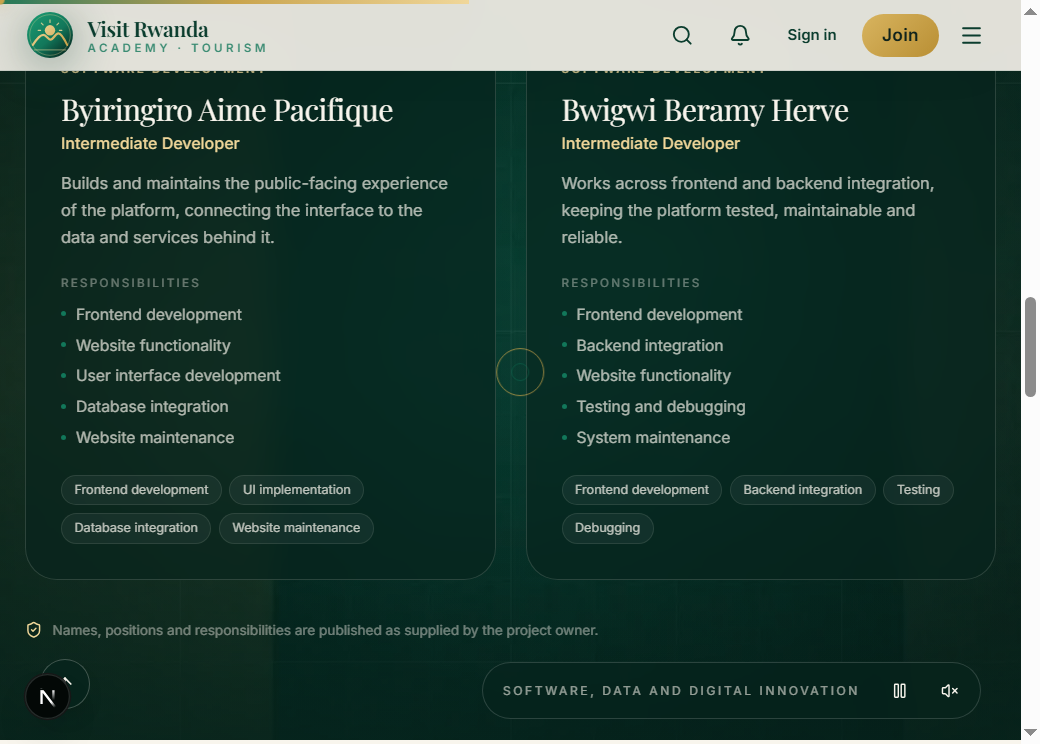 Visit Rwanda
ACADEMY · TOURISM
Sign in
Join
Byiringiro Aime Pacifique
Intermediate Developer
Builds and maintains the public-facing experience
of the platform, connecting the interface to the
data and services behind it.
RESPONSIBILITIES
• Frontend development
• Website functionality
• User interface development
• Database integration
• Website maintenance
Frontend development
UI implementation
Database integration
Website maintenance
Bwigwi Beramy Herve
Intermediate Developer
Works across frontend and backend integration,
keeping the platform tested, maintainable and
reliable.
RESPONSIBILITIES
• Frontend development
• Backend integration
• Website functionality
• Testing and debugging
• System maintenance
Frontend development
Backend integration
Testing
Debugging
Names, positions and responsibilities are published as supplied by the project owner.
N
SOFTWARE, DATA AND DIGITAL INNOVATION